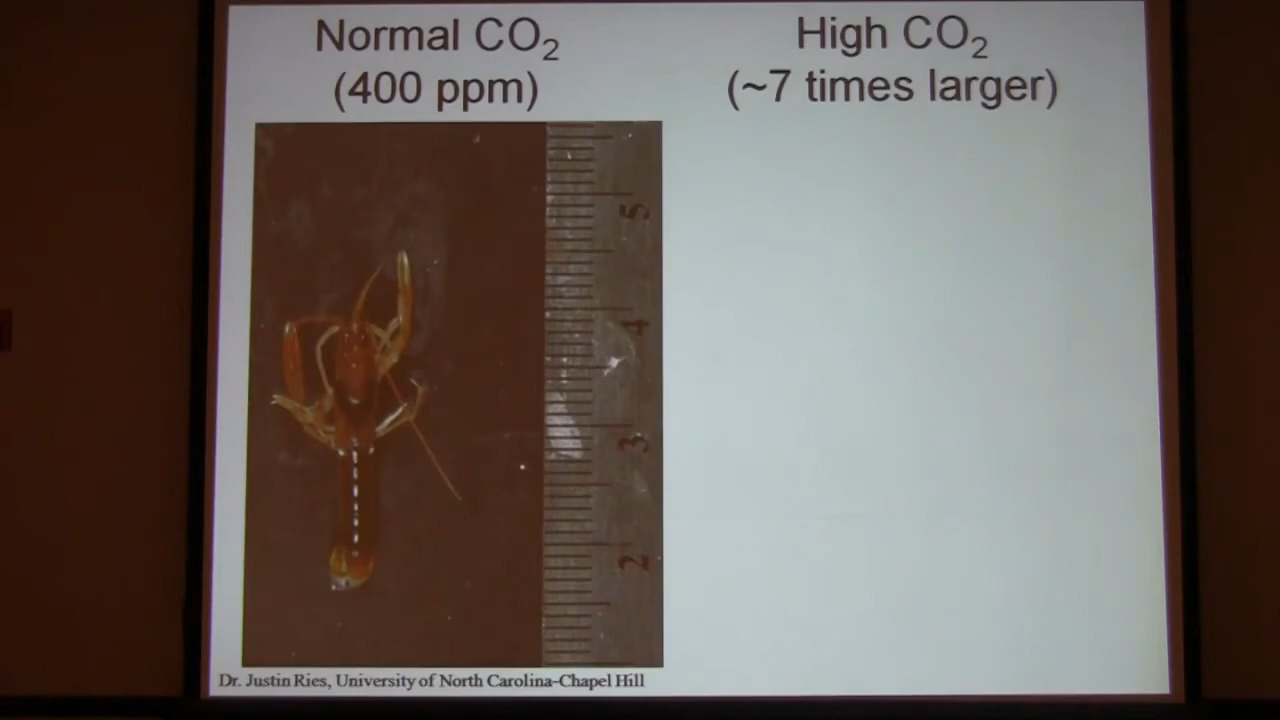 Normal CO₂
(400 ppm)
High CO₂
(~7 times larger)
5
4
3
2
Dr. Justin Ries, University of North Carolina-Chapel Hill